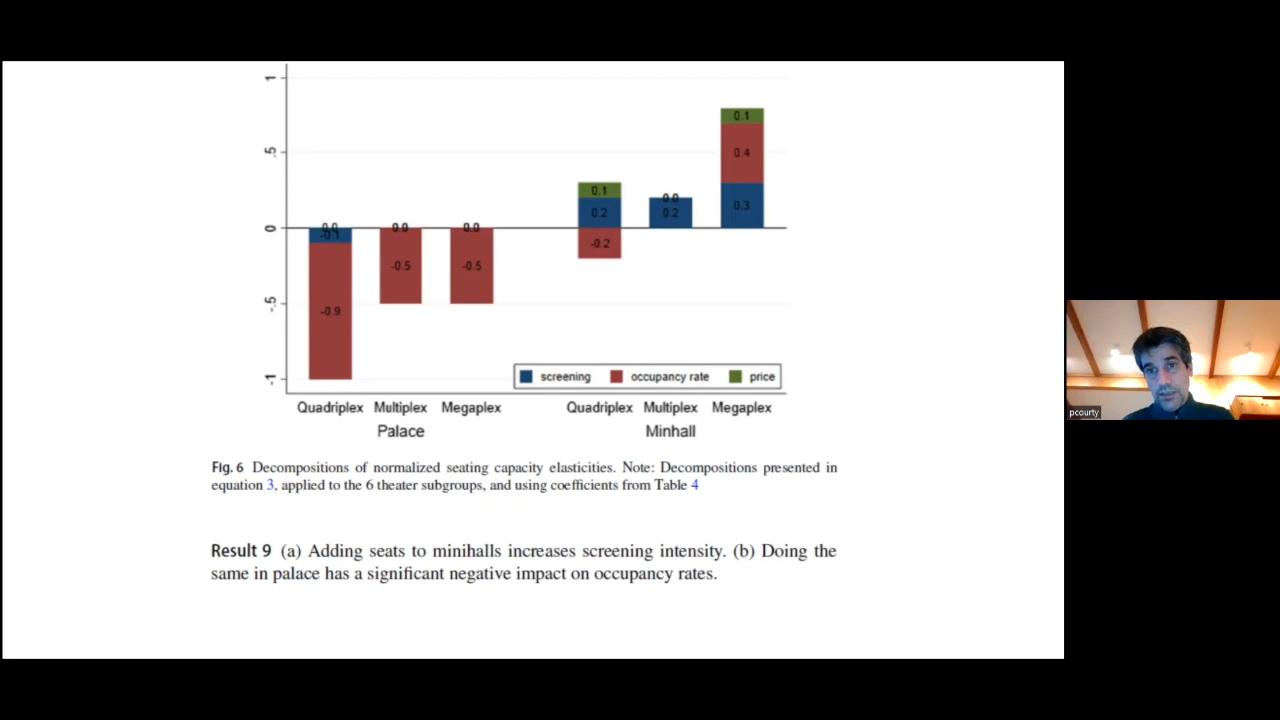 1
0.1
.5
0.4
0.1
0.2
0.0
0.2
0.3
0
0.0
-0.1
0.0
0.0
-0.2
-0.5
-0.5
-.5
-0.9
-1
screening occupancy rate price
Quadriplex Multiplex Megaplex Quadriplex Multiplex Megaplex
Palace Minhall
pcourty
Fig. 6 Decompositions of normalized seating capacity elasticities. Note: Decompositions presented in
equation 3, applied to the 6 theater subgroups, and using coefficients from Table 4
Result 9 (a) Adding seats to minihalls increases screening intensity. (b) Doing the
same in palace has a significant negative impact on occupancy rates.